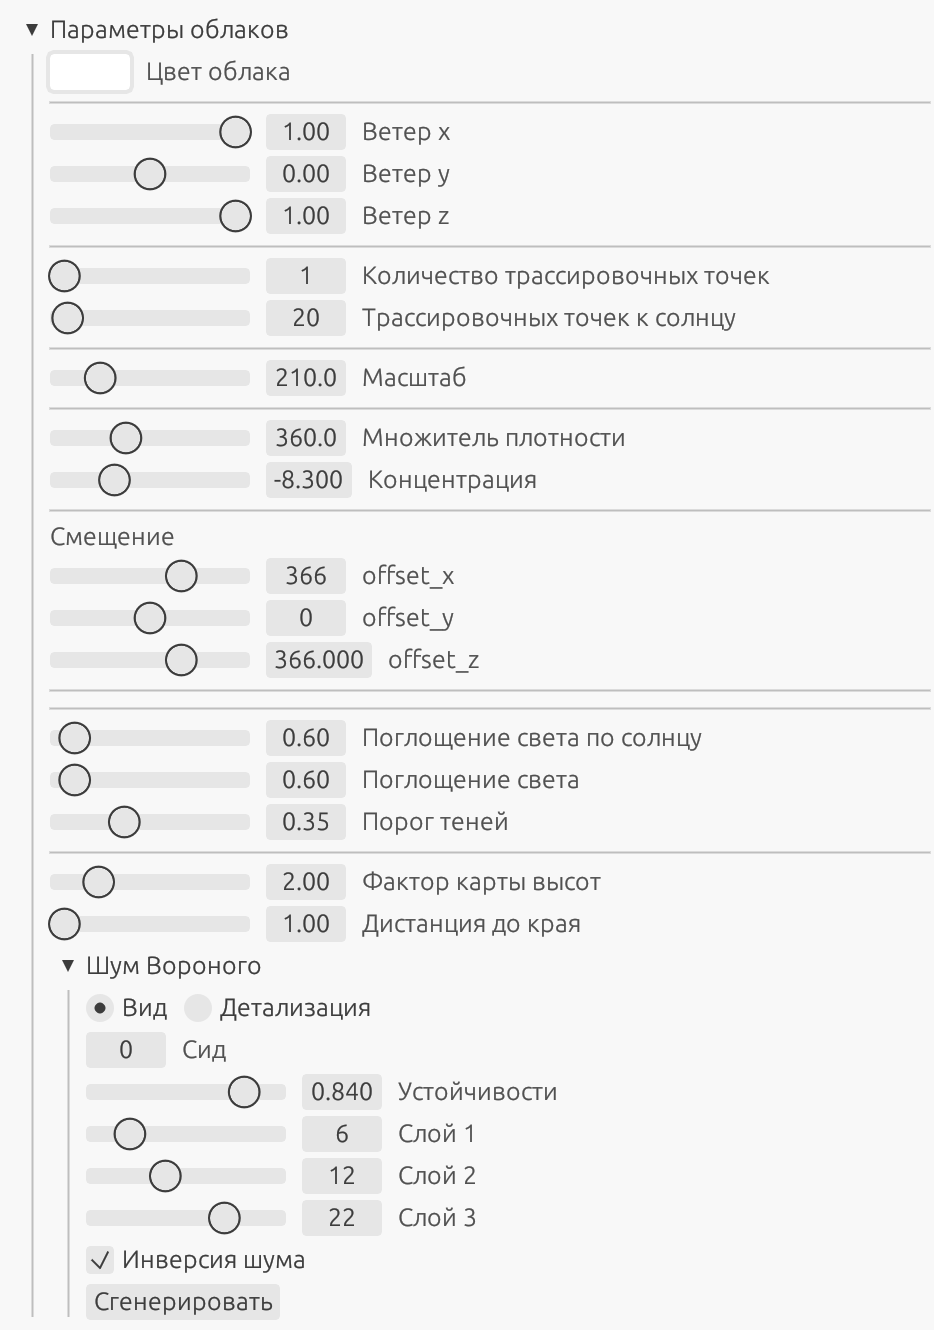 Параметры облаков
Цвет облака
1.00 Ветер x
0.00 Ветер y
1.00 Ветер z
1 Количество трассировочных точек
20 Трассировочных точек к солнцу
210.0 Масштаб
360.0 Множитель плотности
-8.300 Концентрация
Смещение
366 offset_x
0 offset_y
366.000 offset_z
0.60 Поглощение света по солнцу
0.60 Поглощение света
0.35 Порог теней
2.00 Фактор карты высот
1.00 Дистанция до края
Шум Вороного
Вид Детализация
0 Сид
0.840 Устойчивости
6 Слой 1
12 Слой 2
22 Слой 3
Инверсия шума
Сгенерировать